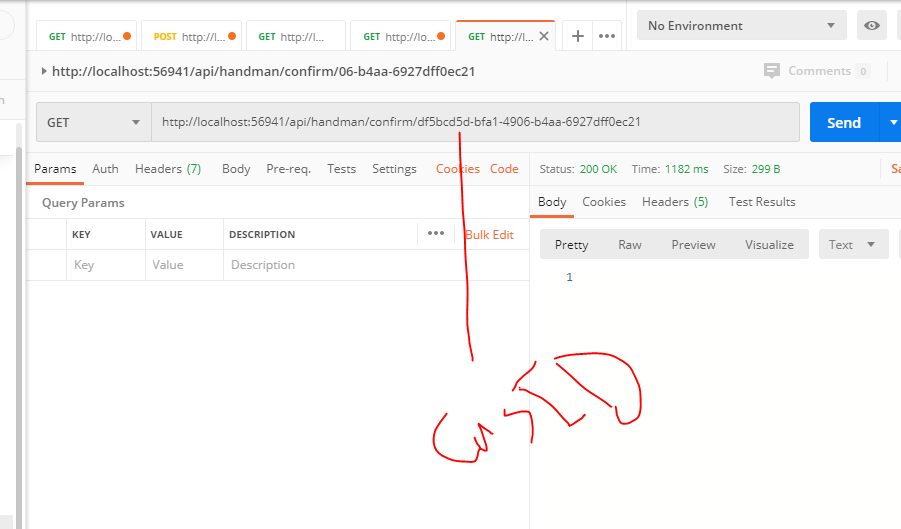 GET http://lo...
POST http://l...
GET http://l...
GET http://lo...
GET http://l...
No Environment
http://localhost:56941/api/handman/confirm/06-b4aa-6927dff0ec21
Comments 0
GET
http://localhost:56941/api/handman/confirm/df5bcd5d-bfa1-4906-b4aa-6927dff0ec21
Send
Params Auth Headers (7) Body Pre-req. Tests Settings Cookies Code
Query Params
KEY VALUE DESCRIPTION ••• Bulk Edit
Key Value Description
Status: 200 OK Time: 1182 ms Size: 299 B Sa
Body Cookies Headers (5) Test Results
Pretty Raw Preview Visualize Text
1